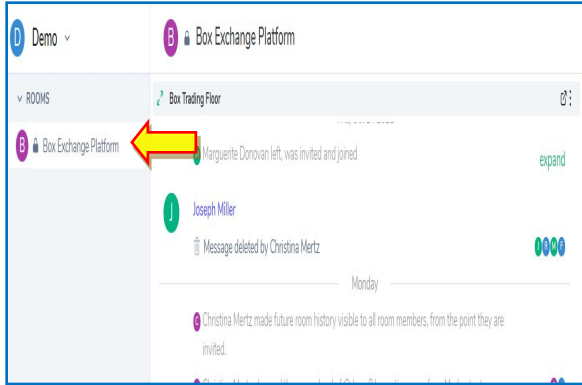 D Demo
B Box Exchange Platform
ROOMS
Box Trading Floor
B Box Exchange Platform
Marguerite Donovan left, was invited and joined
expand
J Joseph Miller
Message deleted by Christina Mertz
J E M F
Monday
C Christina Mertz made future room history visible to all room members, from the point they are
invited.